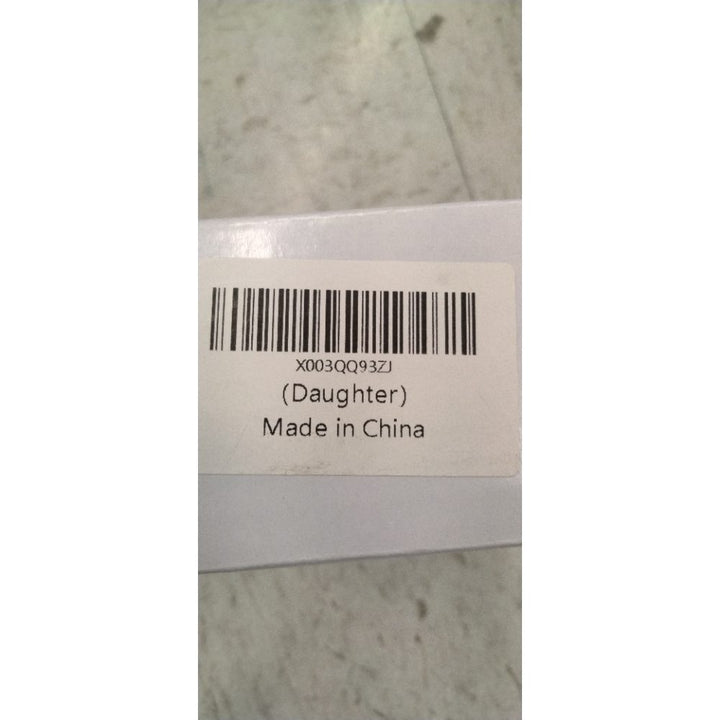 X003QQ93ZJ
(Daughter)
Made in China